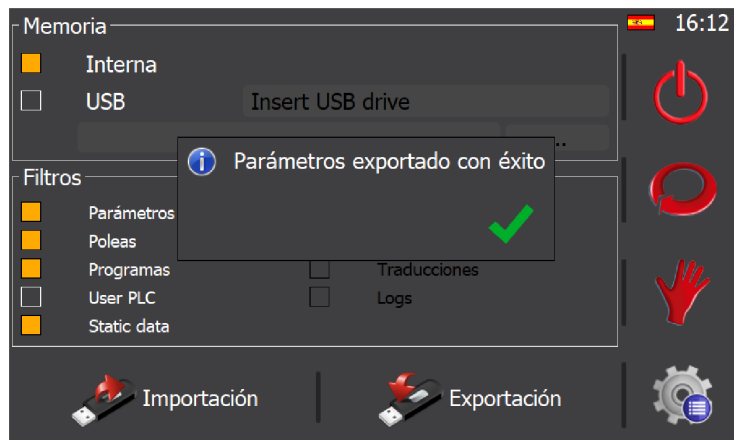 Memoria
16:12
Interna
USB
Insert USB drive
..
Parámetros exportado con éxito
Filtros
Parámetros
Poleas
Programas
Traducciones
User PLC
Logs
Static data
Importación
Exportación